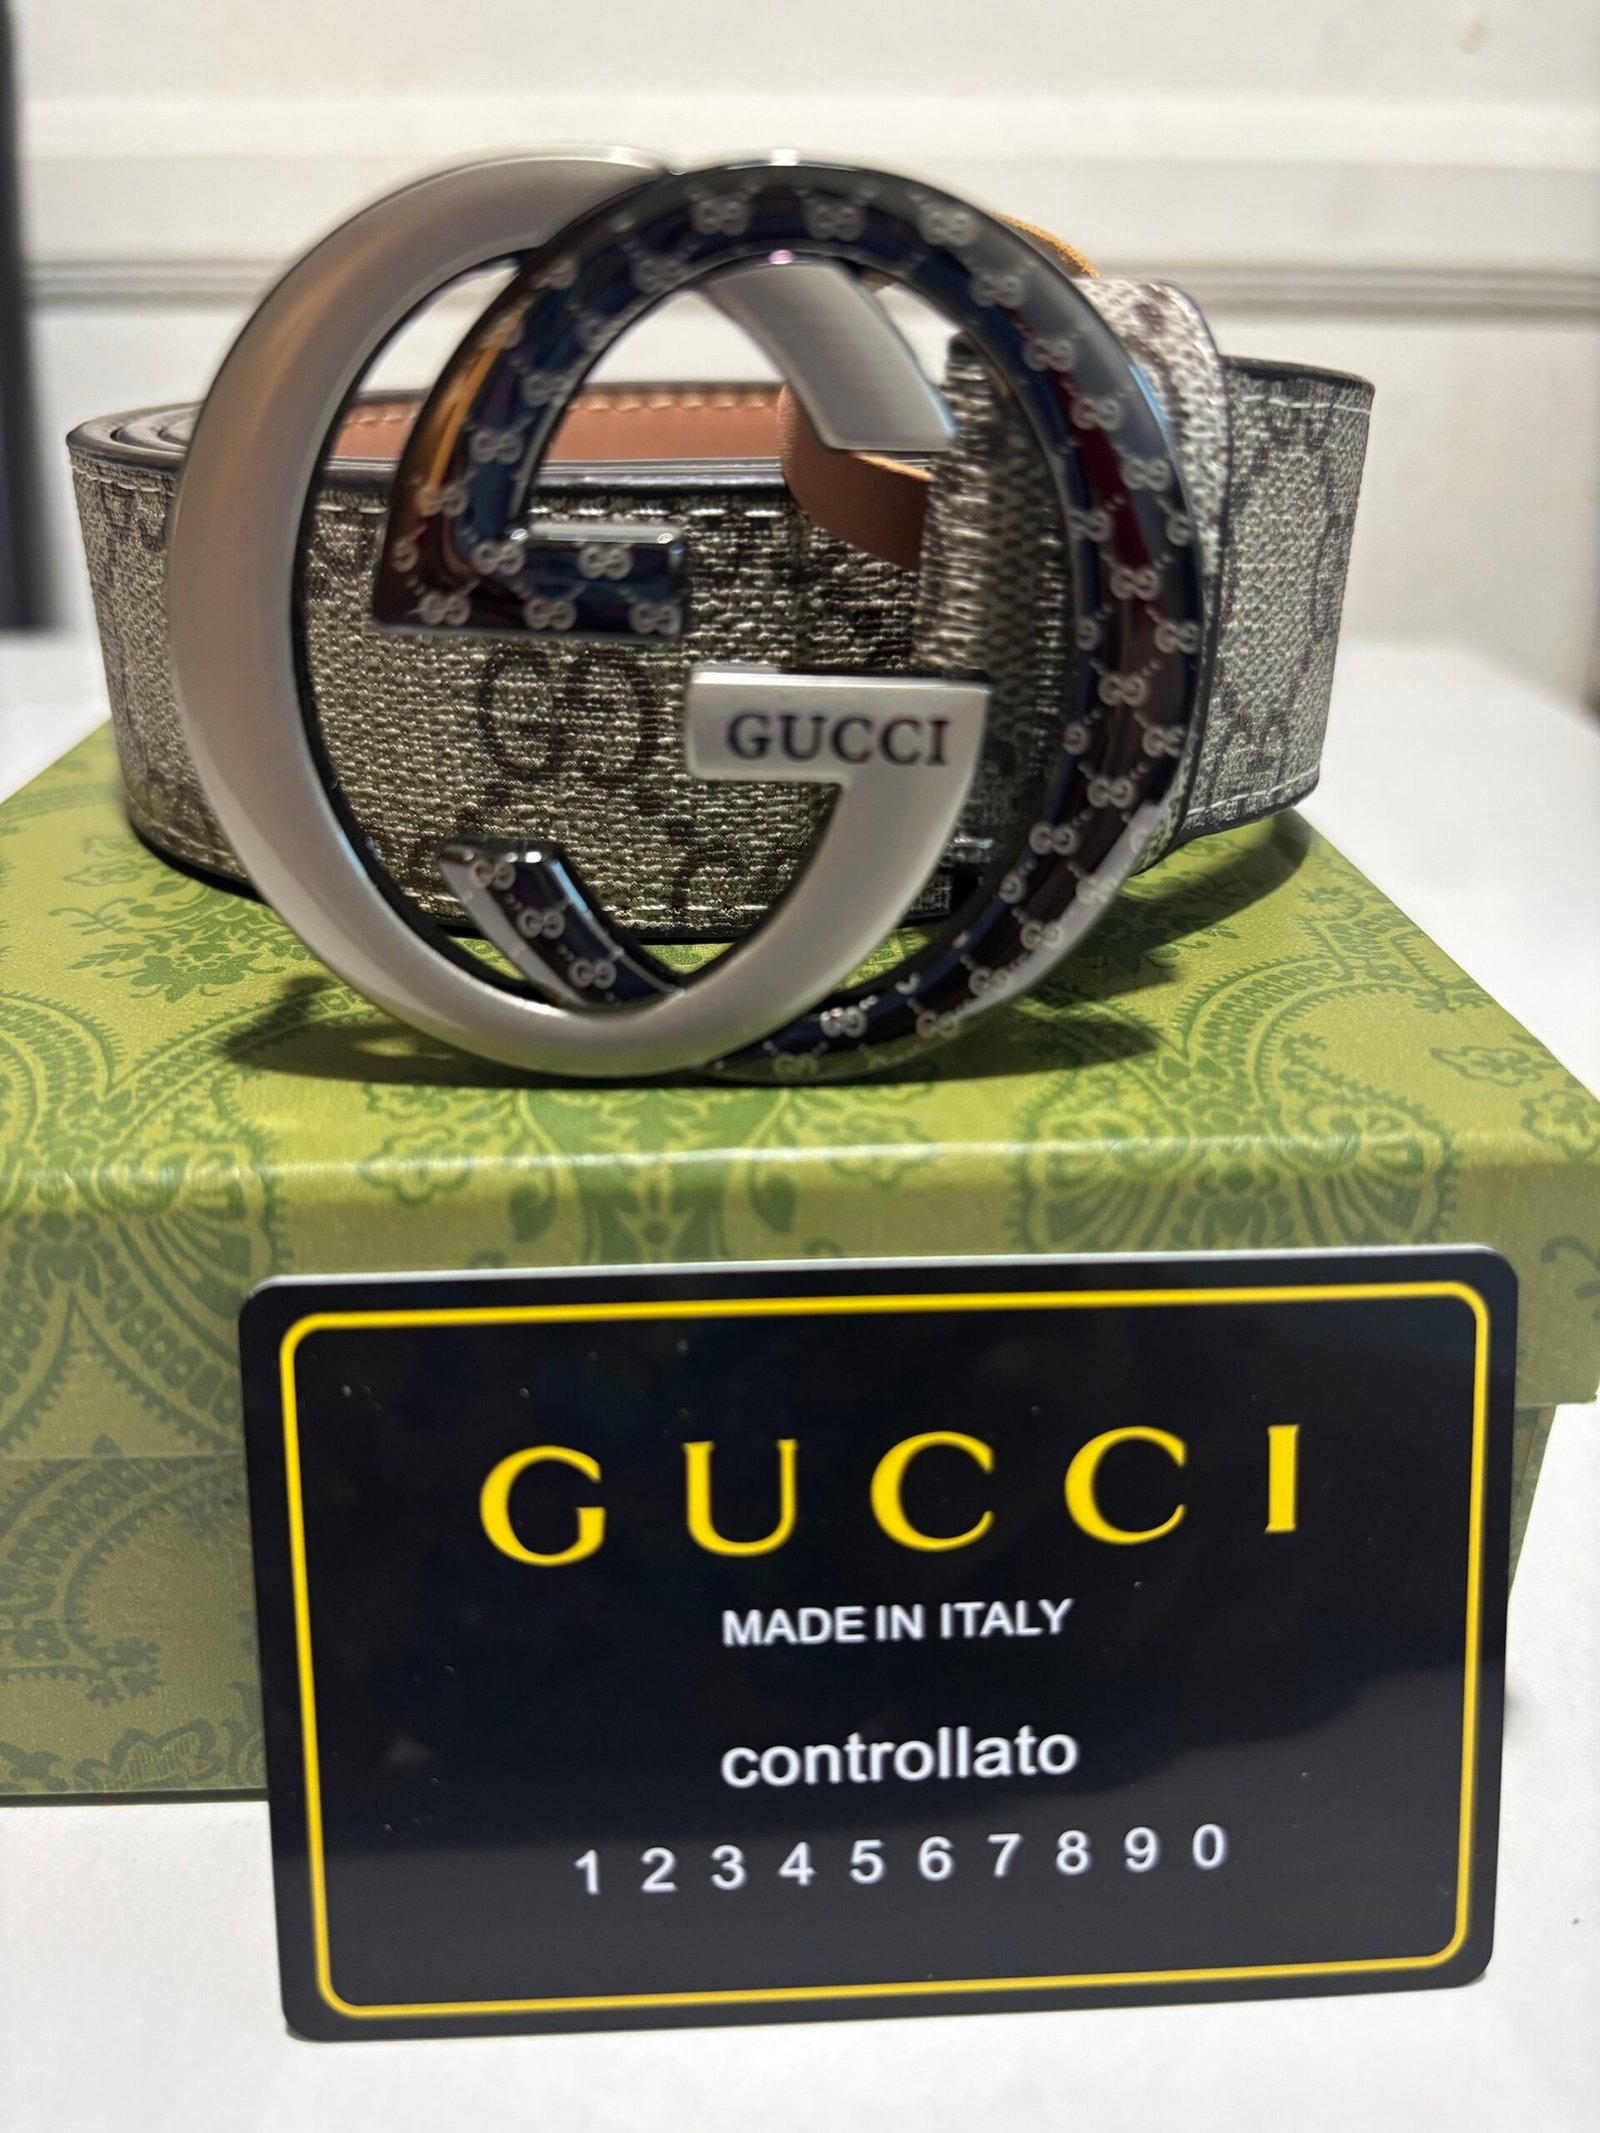 GUCCI
GUCCI
MADE IN ITALY
controllato
1 2 3 4 5 6 7 8 9 0